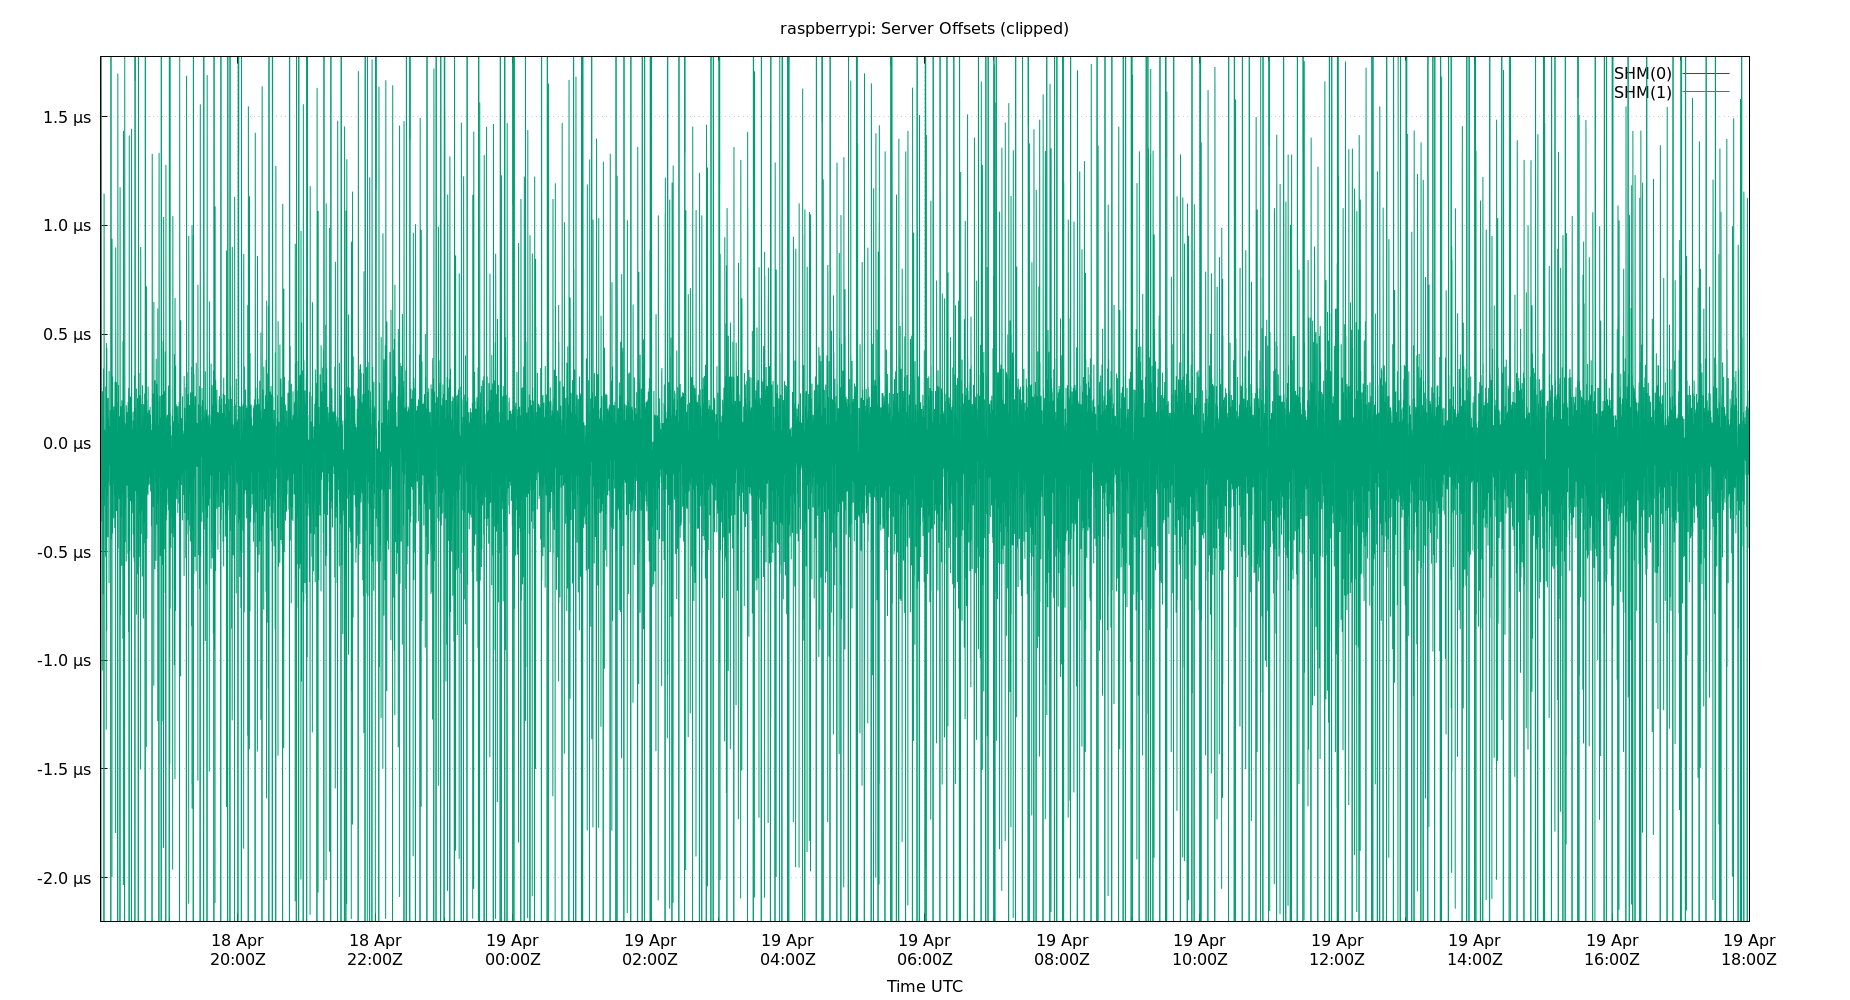 raspberrypi: Server Offsets (clipped)
SHM(0)
SHM(1)
1.5 µs
1.0 µs
0.5 µs
0.0 µs
-0.5 µs
-1.0 µs
-1.5 µs
-2.0 µs
18 Apr 18 Apr 19 Apr 19 Apr 19 Apr 19 Apr 19 Apr 19 Apr 19 Apr 19 Apr 19 Apr 19 Apr
20:00Z 22:00Z 00:00Z 02:00Z 04:00Z 06:00Z 08:00Z 10:00Z 12:00Z 14:00Z 16:00Z 18:00Z
Time UTC